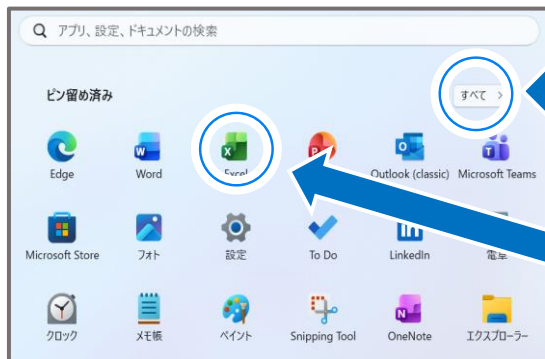 アプリ、設定、ドキュメントの検索
ピン留め済み
すべて >
Edge
Word
Excel
Outlook (classic)
Microsoft Teams
Microsoft Store
フォト
設定
To Do
LinkedIn
電卓
クロック
メモ帳
ペイント
Snipping Tool
OneNote
エクスプローラー